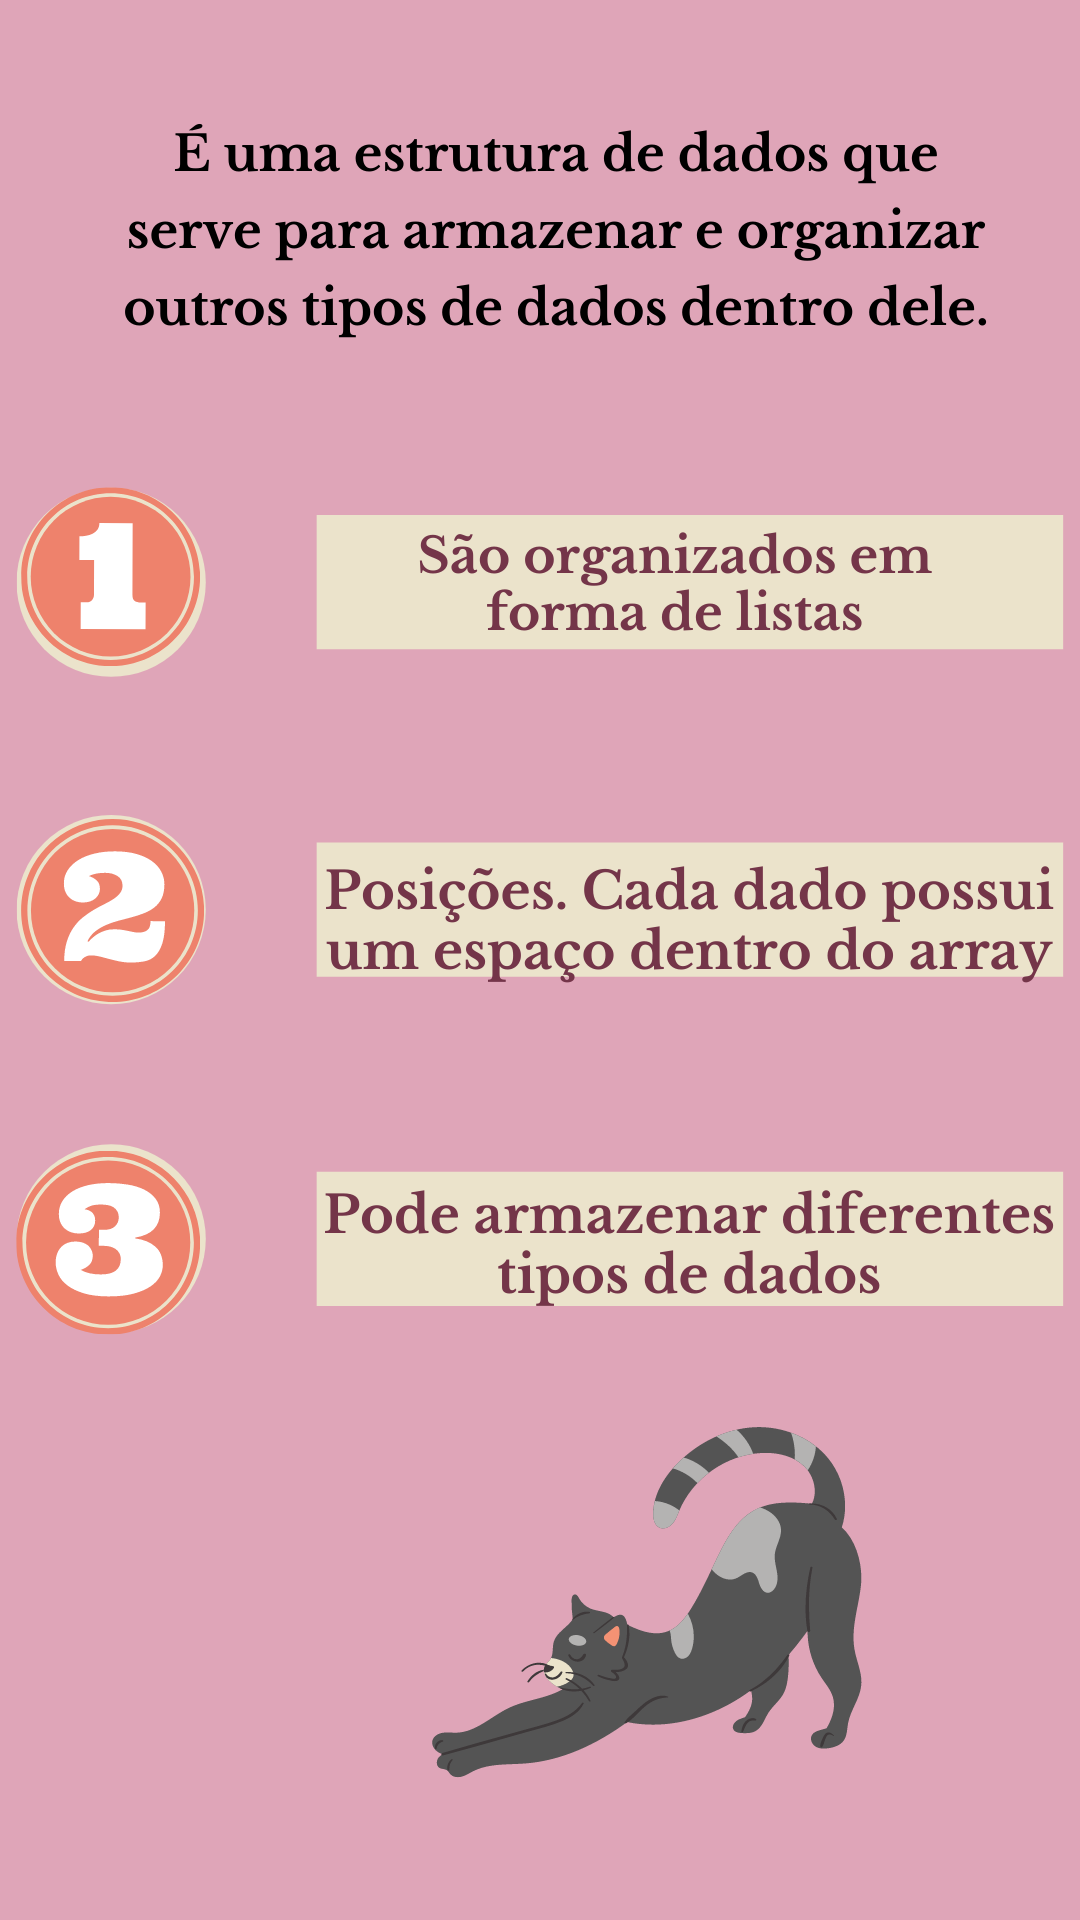 É uma estrutura de dados que
serve para armazenar e organizar
outros tipos de dados dentro dele.
1
São organizados em
forma de listas
2
Posições. Cada dado possui
um espaço dentro do array
3
Pode armazenar diferentes
tipos de dados